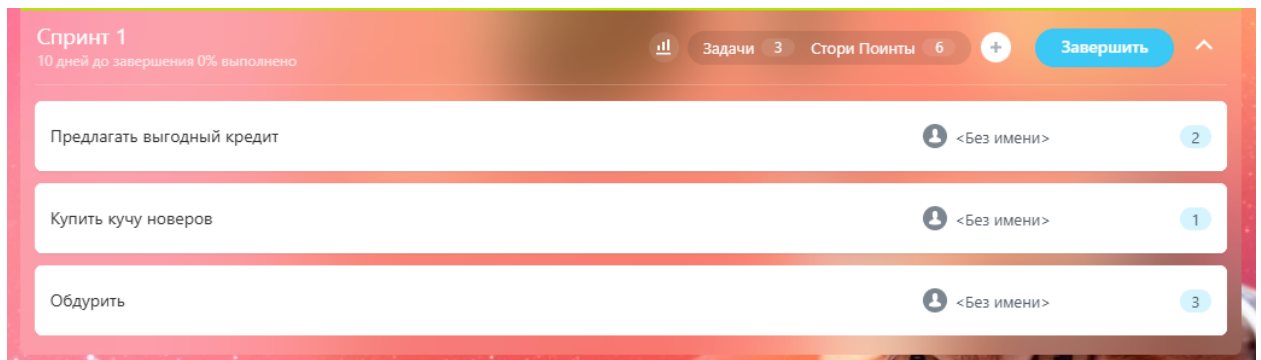 Спринт 1
10 дней до завершения 0% выполнено
Задачи 3 Стори Поинты 6 + Завершить
Предлагать выгодный кредит <Без имени> 2
Купить кучу новеров <Без имени> 1
Обдурить <Без имени> 3